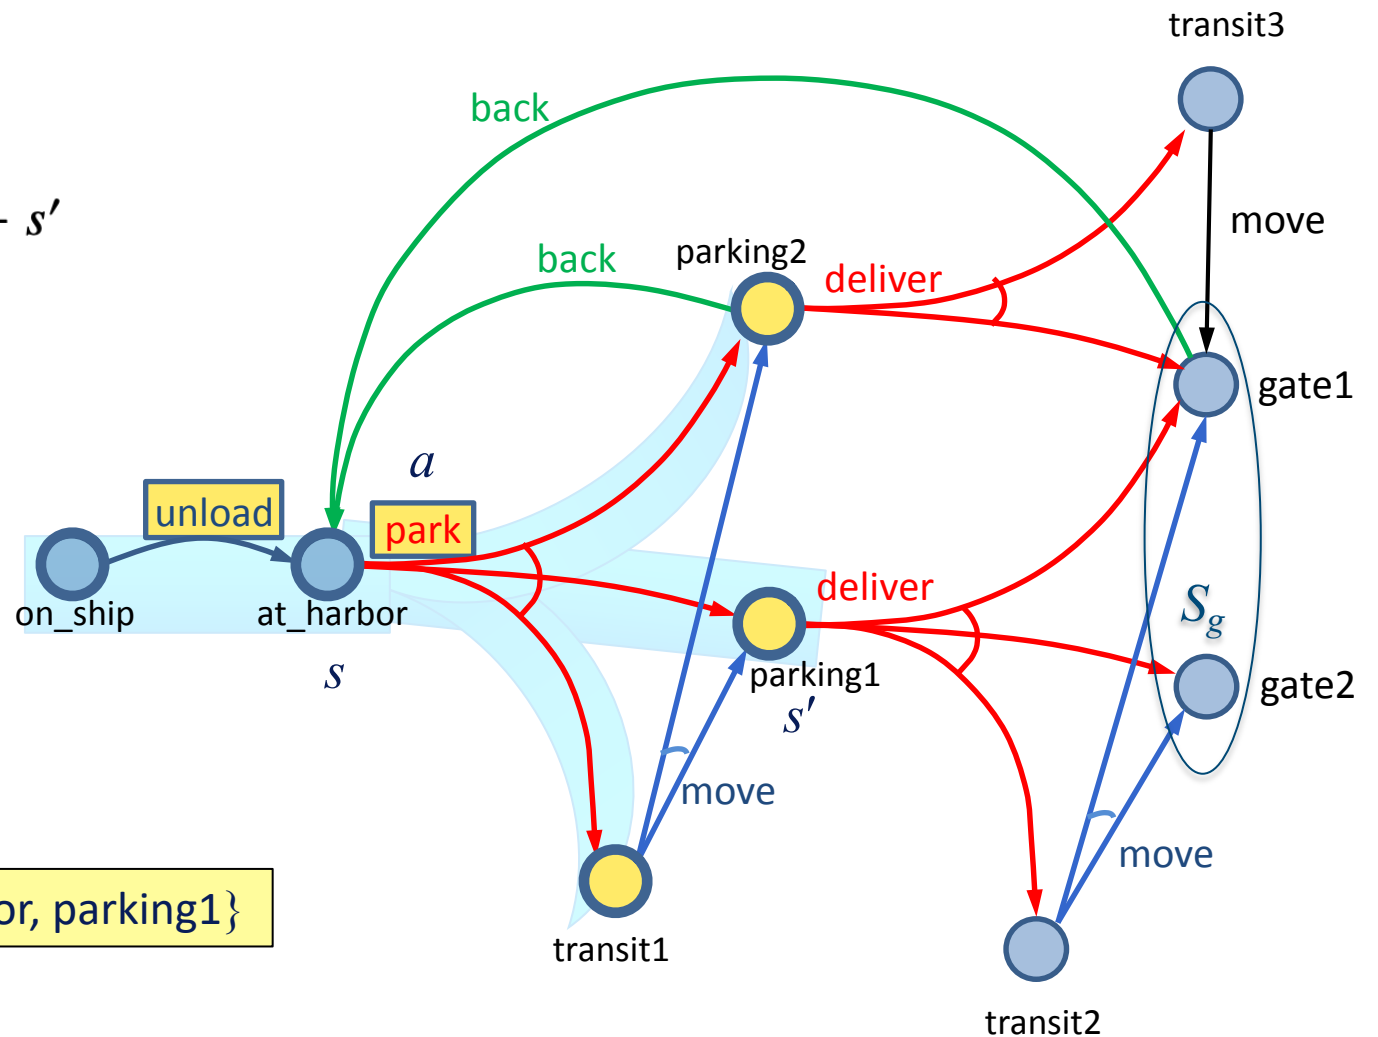 transit3
back
– s′
move
parking2
back
deliver
gate1
a
unload
park
deliver
on_ship
at_harbor
S_g
s
parking1
gate2
s′
move
move
or, parking1}
transit1
transit2